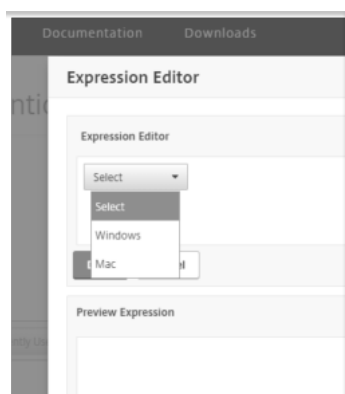 Documentation Downloads
Expression Editor
Expression Editor
Select
Select
Windows
Mac
Preview Expression